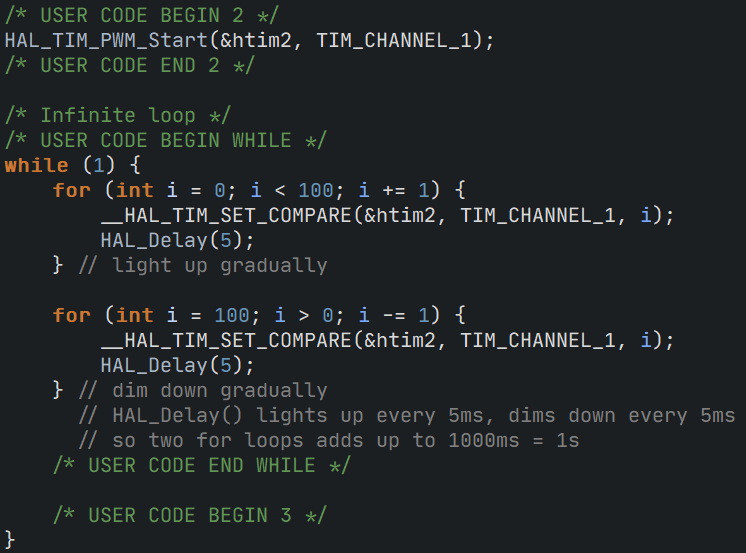 /* USER CODE BEGIN 2 */
HAL_TIM_PWM_Start(&htim2, TIM_CHANNEL_1);
/* USER CODE END 2 */

/* Infinite loop */
/* USER CODE BEGIN WHILE */
while (1) {
    for (int i = 0; i < 100; i += 1) {
        __HAL_TIM_SET_COMPARE(&htim2, TIM_CHANNEL_1, i);
        HAL_Delay(5);
    } // light up gradually

    for (int i = 100; i > 0; i -= 1) {
        __HAL_TIM_SET_COMPARE(&htim2, TIM_CHANNEL_1, i);
        HAL_Delay(5);
    } // dim down gradually
      // HAL_Delay() lights up every 5ms, dims down every 5ms
      // so two for loops adds up to 1000ms = 1s
    /* USER CODE END WHILE */

    /* USER CODE BEGIN 3 */
}